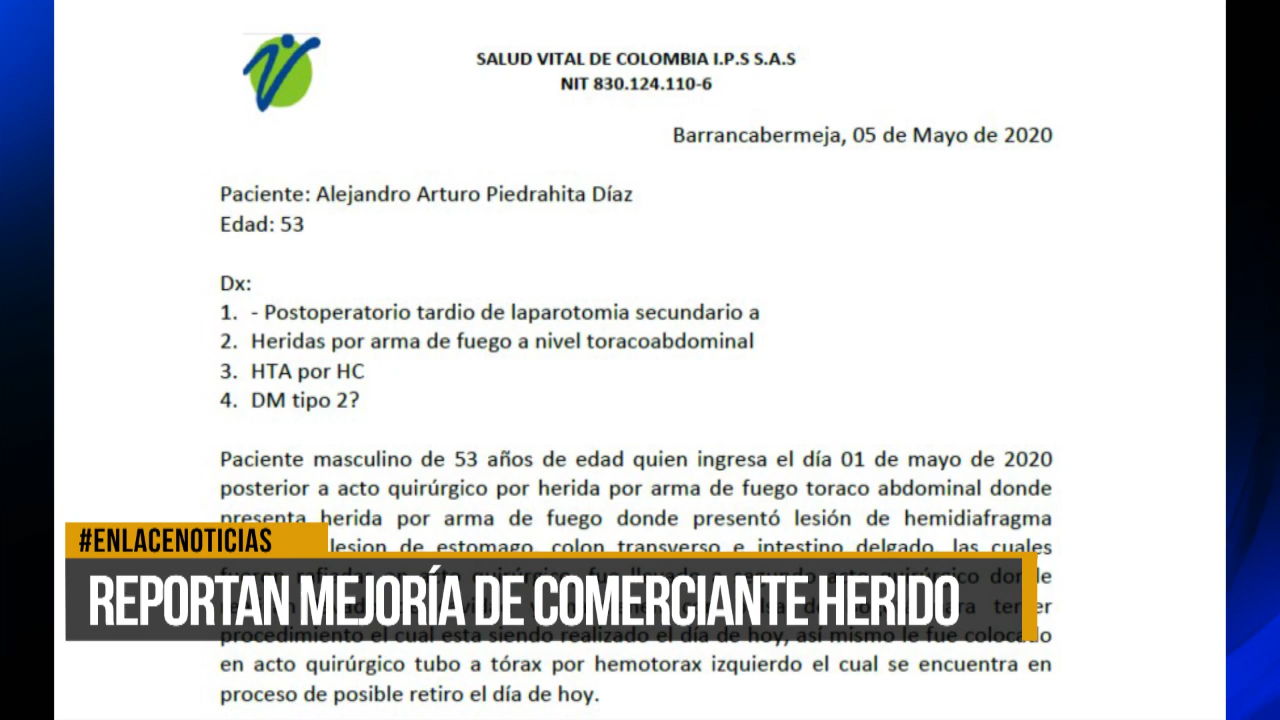 SALUD VITAL DE COLOMBIA I.P.S S.A.S
NIT 830.124.110-6
Barrancabermeja, 05 de Mayo de 2020
Paciente: Alejandro Arturo Piedrahita Díaz
Edad: 53
Dx:
1. - Postoperatorio tardio de laparotomia secundario a
2. Heridas por arma de fuego a nivel toracoabdominal
3. HTA por HC
4. DM tipo 2?
Paciente masculino de 53 años de edad quien ingresa el día 01 de mayo de 2020
posterior a acto quirúrgico por herida por arma de fuego toraco abdominal donde
presenta herida por arma de fuego donde presentó lesión de hemidiafragma
lesion de estomago, colon transverso e intestino delgado, las cuales
procedimiento el cual esta siendo realizado el día de hoy, así mismo le fue colocado
en acto quirúrgico tubo a tórax por hemotorax izquierdo el cual se encuentra en
proceso de posible retiro el día de hoy.
#ENLACENOTICIAS
REPORTAN MEJORÍA DE COMERCIANTE HERIDO